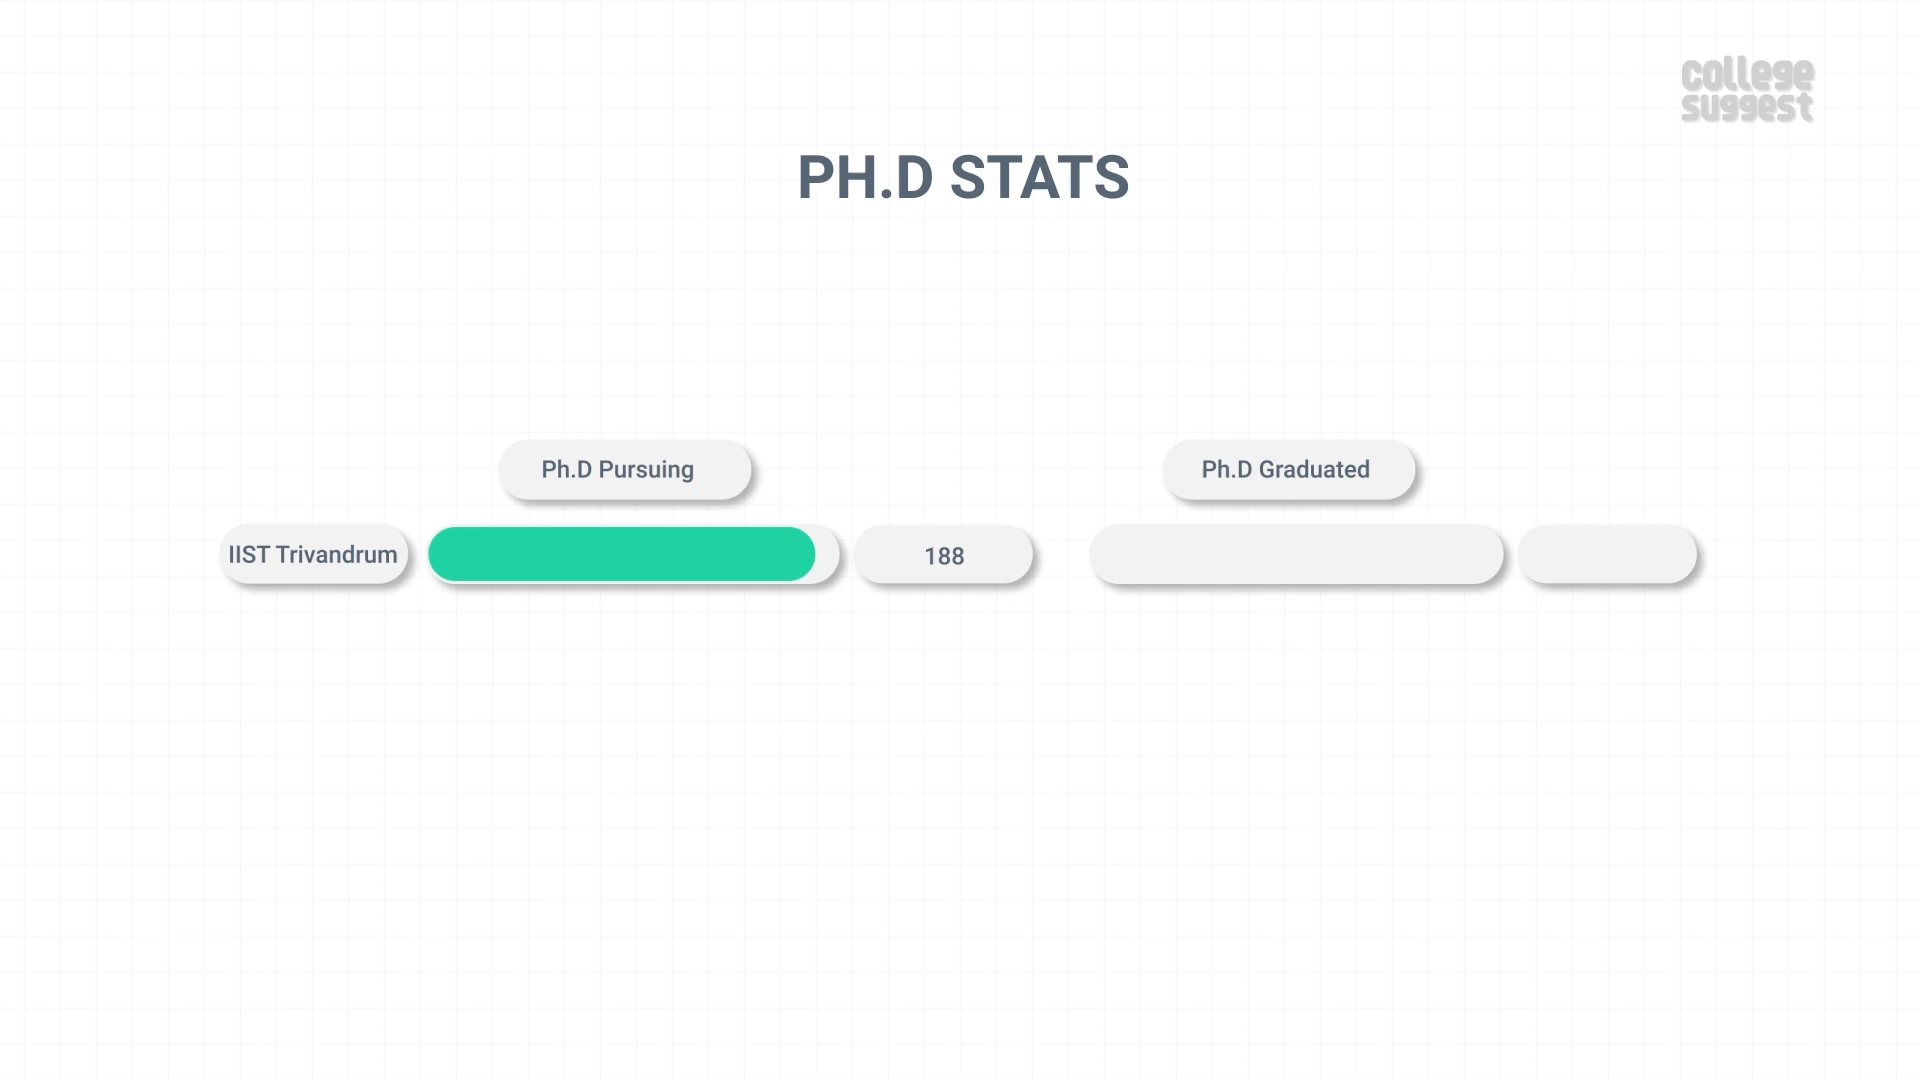 college
suggest
PH.D STATS
Ph.D Pursuing
Ph.D Graduated
IIST Trivandrum
188